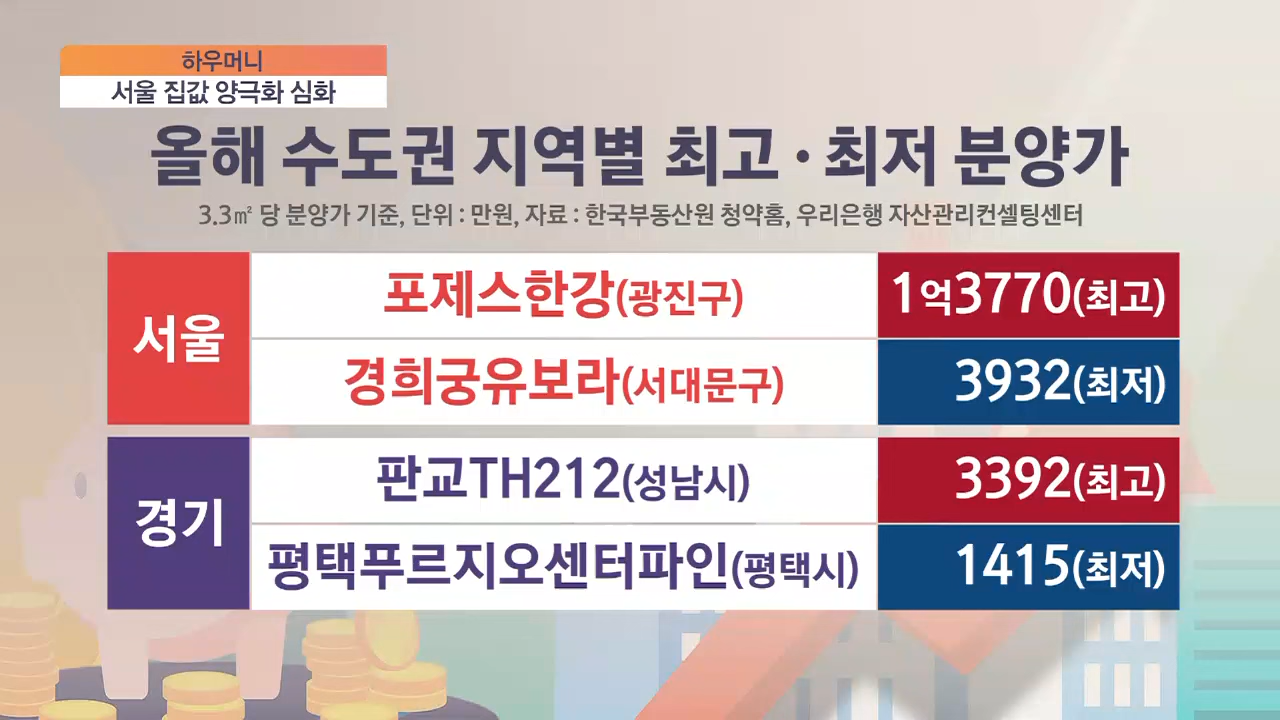 하우머니
서울 집값 양극화 심화
올해 수도권 지역별 최고·최저 분양가
3.3㎡ 당 분양가 기준, 단위 : 만원, 자료 : 한국부동산원 청약홈, 우리은행 자산관리컨설팅센터
서울
포제스한강(광진구) 1억3770(최고)
경희궁유보라(서대문구) 3932(최저)
경기
판교TH212(성남시) 3392(최고)
평택푸르지오센터파인(평택시) 1415(최저)